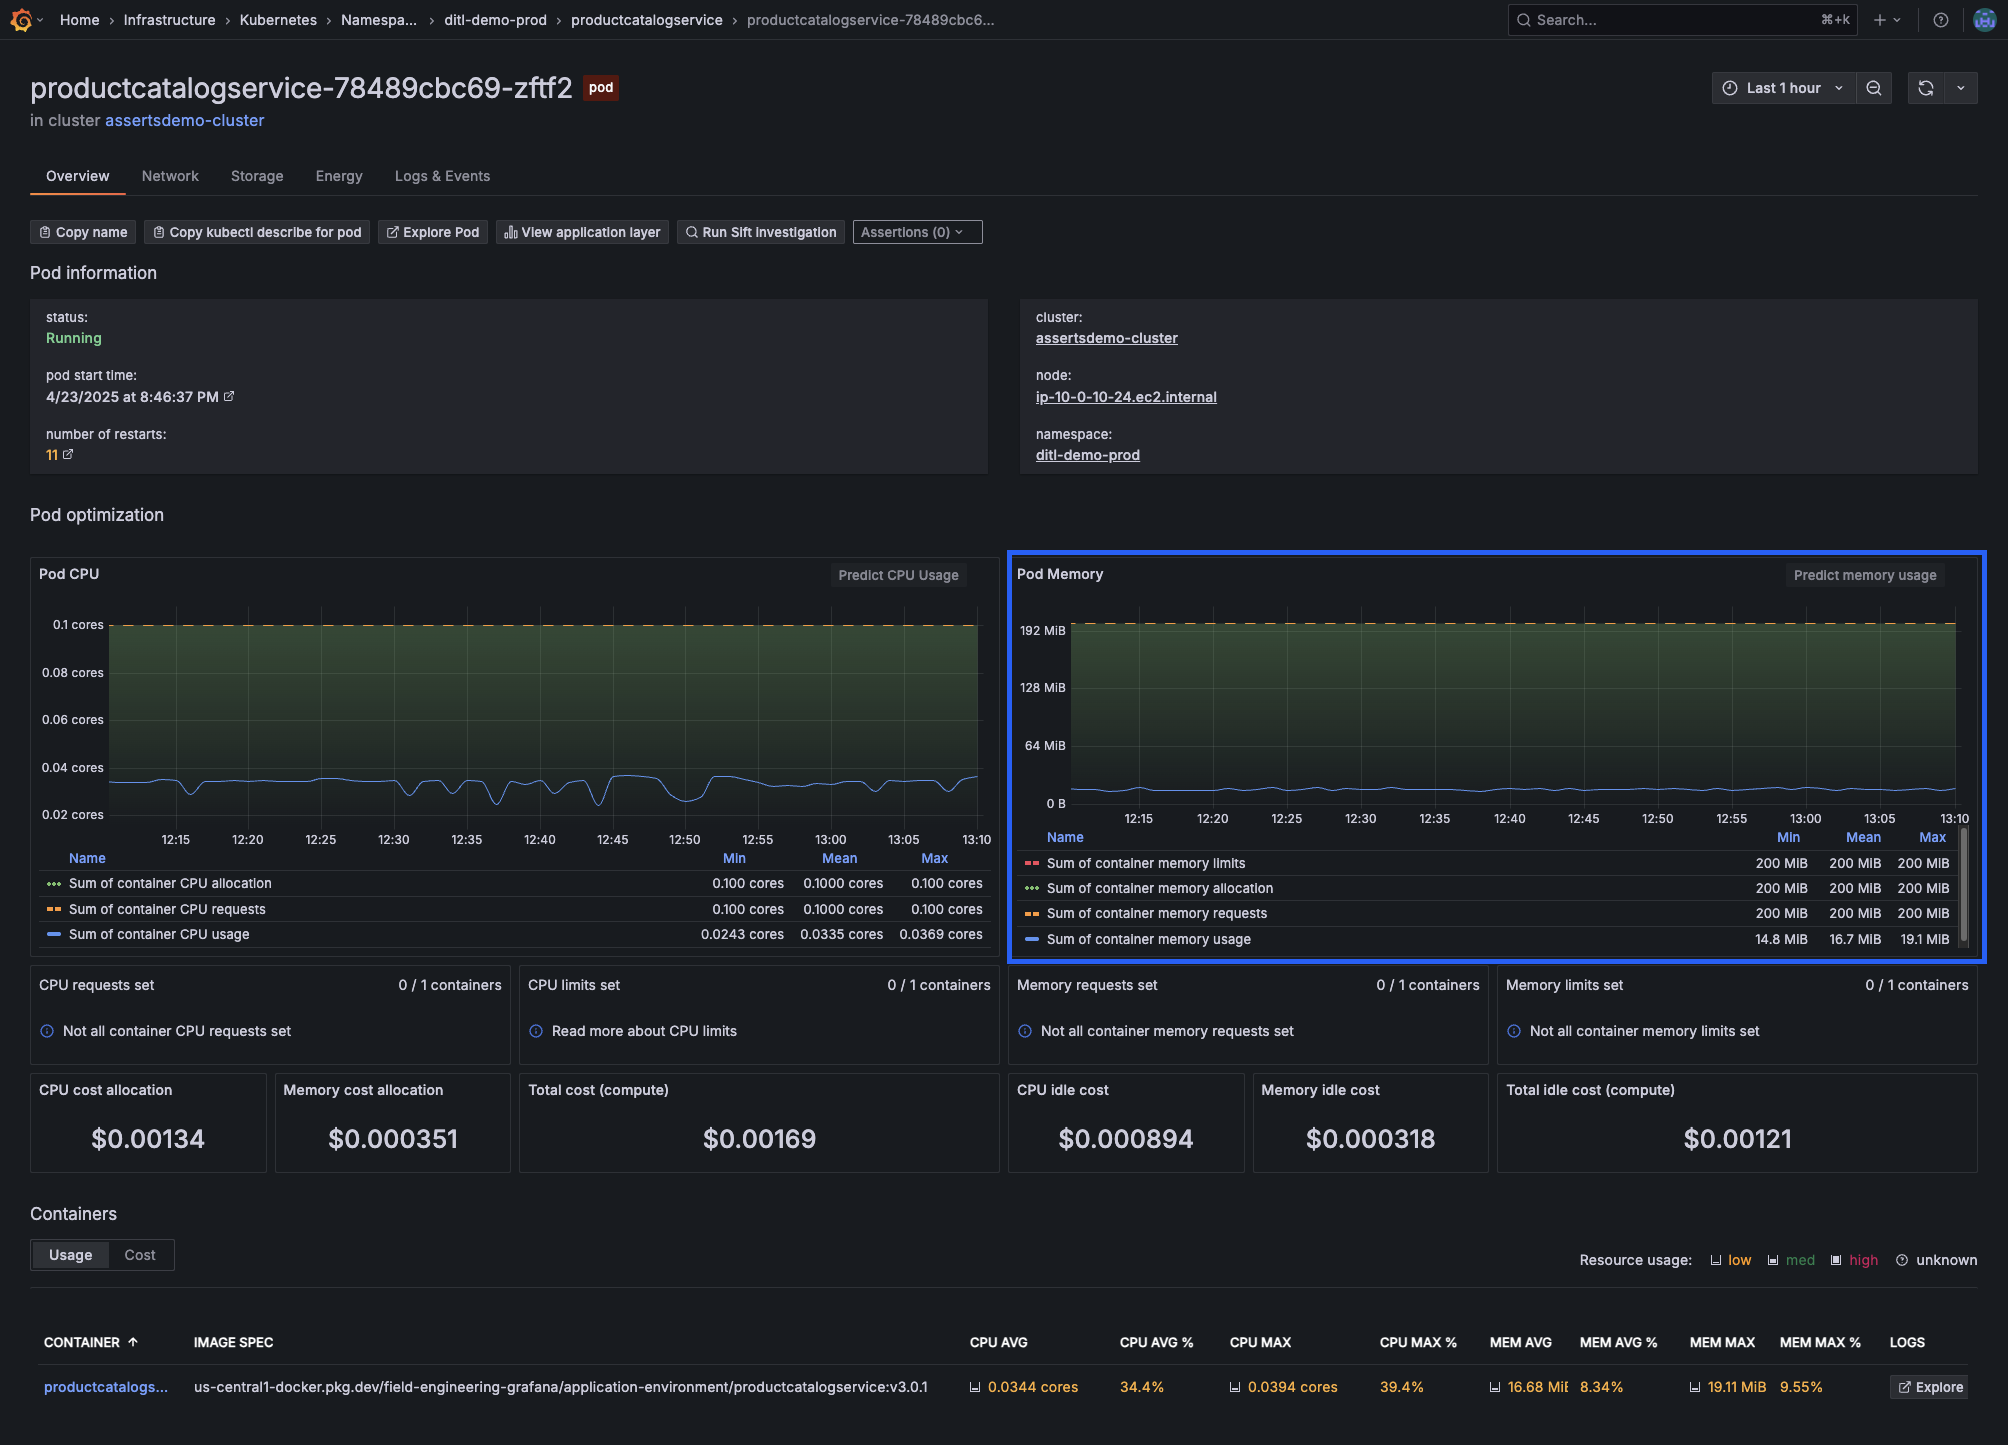 Home › Infrastructure › Kubernetes › Namespa... › ditl-demo-prod › productcatalogservice › productcatalogservice-78489cbc6...
Search... ⌘+k
productcatalogservice-78489cbc69-zftf2 pod
Last 1 hour
in cluster assertsdemo-cluster
Overview Network Storage Energy Logs & Events
Copy name Copy kubectl describe for pod Explore Pod View application layer Run Sift investigation Assertions (0)
Pod information
status:
Running
pod start time:
4/23/2025 at 8:46:37 PM
number of restarts:
11
cluster:
assertsdemo-cluster
node:
ip-10-0-10-24.ec2.internal
namespace:
ditl-demo-prod
Pod optimization
Pod CPU Predict CPU Usage
0.1 cores
0.08 cores
0.06 cores
0.04 cores
0.02 cores
12:15 12:20 12:25 12:30 12:35 12:40 12:45 12:50 12:55 13:00 13:05 13:10
Name Min Mean Max
Sum of container CPU allocation 0.100 cores 0.1000 cores 0.100 cores
Sum of container CPU requests 0.100 cores 0.1000 cores 0.100 cores
Sum of container CPU usage 0.0243 cores 0.0335 cores 0.0369 cores
Pod Memory Predict memory usage
192 MiB
128 MiB
64 MiB
0 B
12:15 12:20 12:25 12:30 12:35 12:40 12:45 12:50 12:55 13:00 13:05 13:10
Name Min Mean Max
Sum of container memory limits 200 MiB 200 MiB 200 MiB
Sum of container memory allocation 200 MiB 200 MiB 200 MiB
Sum of container memory requests 200 MiB 200 MiB 200 MiB
Sum of container memory usage 14.8 MiB 16.7 MiB 19.1 MiB
CPU requests set 0 / 1 containers
Not all container CPU requests set
CPU limits set 0 / 1 containers
Read more about CPU limits
Memory requests set 0 / 1 containers
Not all container memory requests set
Memory limits set 0 / 1 containers
Not all container memory limits set
CPU cost allocation
$0.00134
Memory cost allocation
$0.000351
Total cost (compute)
$0.00169
CPU idle cost
$0.000894
Memory idle cost
$0.000318
Total idle cost (compute)
$0.00121
Containers
Usage Cost
Resource usage: low med high unknown
CONTAINER IMAGE SPEC CPU AVG CPU AVG % CPU MAX CPU MAX % MEM AVG MEM AVG % MEM MAX MEM MAX % LOGS
productcatalogs... us-central1-docker.pkg.dev/field-engineering-grafana/application-environment/productcatalogservice:v3.0.1 0.0344 cores 34.4% 0.0394 cores 39.4% 16.68 MiB 8.34% 19.11 MiB 9.55% Explore